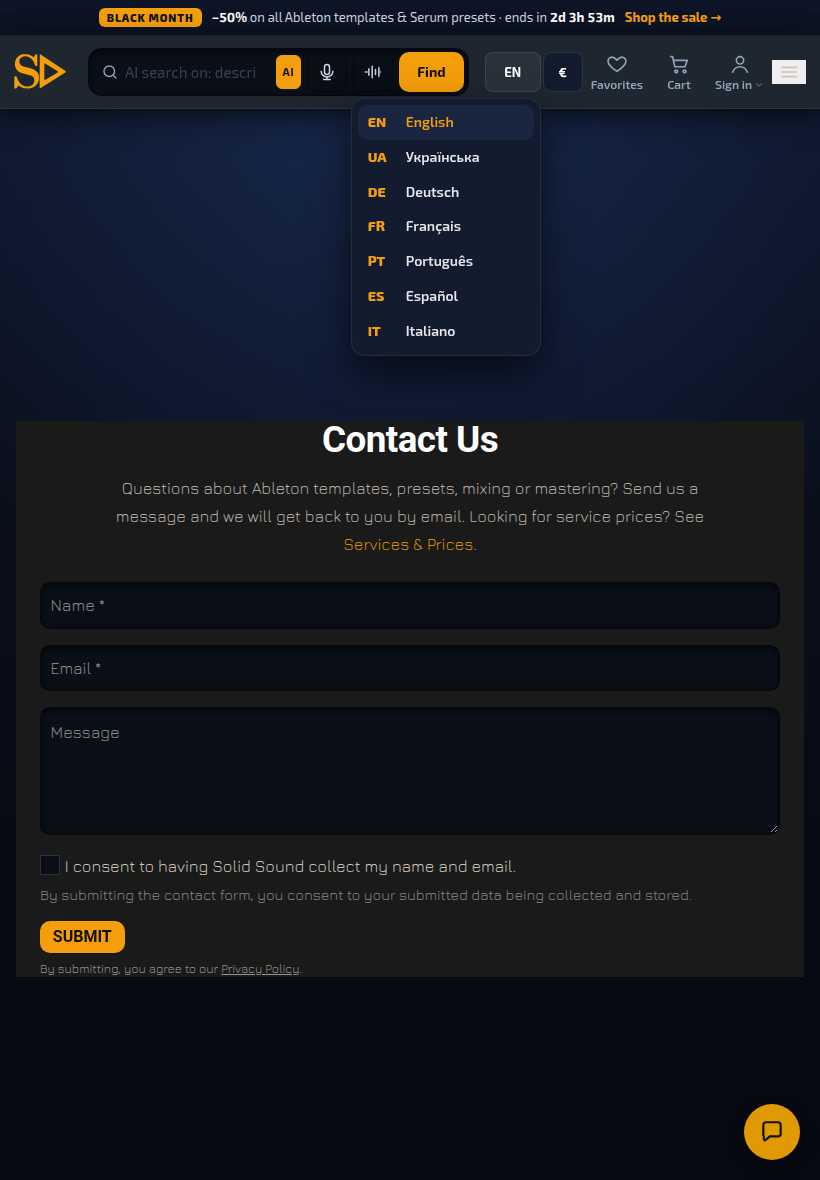 BLACK MONTH −50% on all Ableton templates & Serum presets · ends in 2d 3h 53m Shop the sale →
SD AI search on: descri AI Find EN € Favorites Cart Sign in
EN English
UA Українська
DE Deutsch
FR Français
PT Português
ES Español
IT Italiano
Contact Us
Questions about Ableton templates, presets, mixing or mastering? Send us a
message and we will get back to you by email. Looking for service prices? See
Services & Prices.
Name *
Email *
Message
I consent to having Solid Sound collect my name and email.
By submitting the contact form, you consent to your submitted data being collected and stored.
SUBMIT
By submitting, you agree to our Privacy Policy.